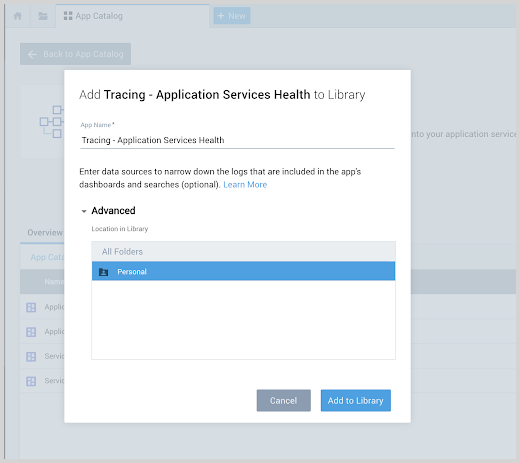 App Catalog
+ New
Back to App Catalog
Add Tracing - Application Services Health to Library
App Name *
Tracing - Application Services Health
nto your application service
Enter data sources to narrow down the logs that are included in the app's
dashboards and searches (optional). Learn More
Advanced
Location in Library
All Folders
Personal
Overview
App Cata
Name
Applic
Applic
Servic
Servic
Cancel
Add to Library